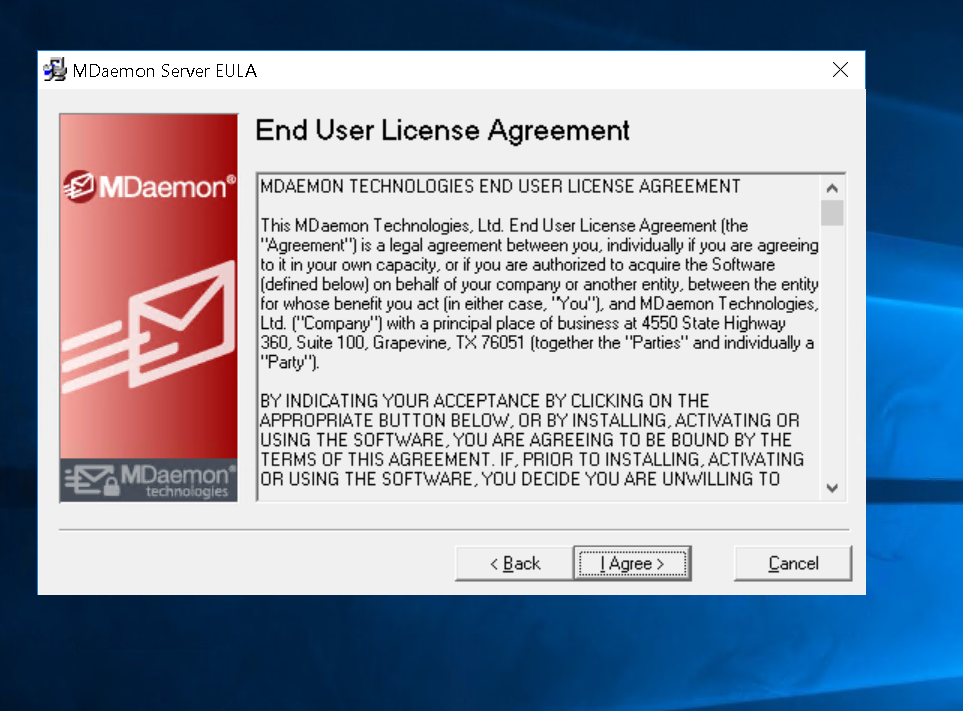 MDaemon Server EULA
MDaemon®
End User License Agreement
MDAEMON TECHNOLOGIES END USER LICENSE AGREEMENT
This MDaemon Technologies, Ltd. End User License Agreement (the
"Agreement") is a legal agreement between you, individually if you are agreeing
to it in your own capacity, or if you are authorized to acquire the Software
(defined below) on behalf of your company or another entity, between the entity
for whose benefit you act (in either case, "You"), and MDaemon Technologies,
Ltd. ("Company") with a principal place of business at 4550 State Highway
360, Suite 100, Grapevine, TX 76051 (together the "Parties" and individually a
"Party").
BY INDICATING YOUR ACCEPTANCE BY CLICKING ON THE
APPROPRIATE BUTTON BELOW, OR BY INSTALLING, ACTIVATING OR
USING THE SOFTWARE, YOU ARE AGREEING TO BE BOUND BY THE
TERMS OF THIS AGREEMENT. IF, PRIOR TO INSTALLING, ACTIVATING
OR USING THE SOFTWARE, YOU DECIDE YOU ARE UNWILLING TO
MDaemon®
technologies
< Back
I Agree >
Cancel